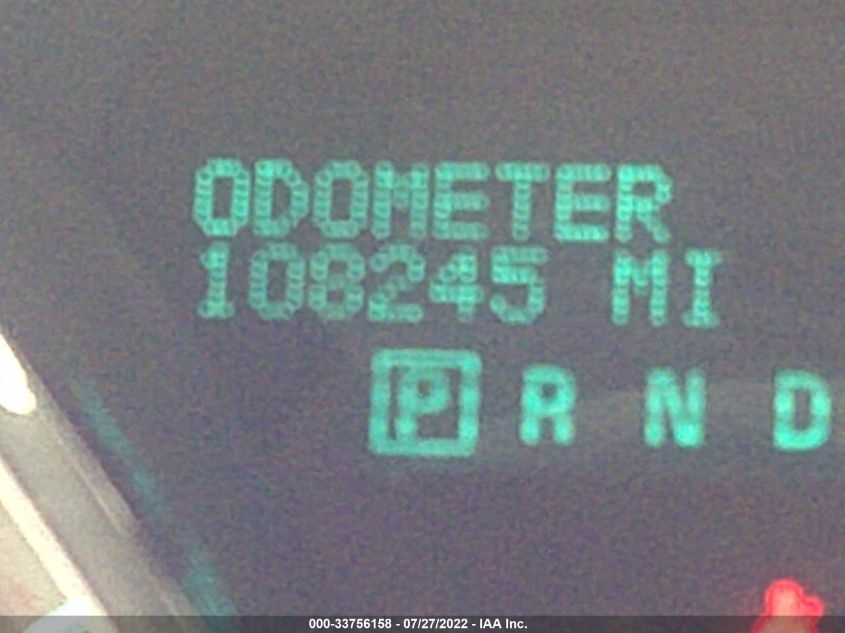 ODOMETER
108245 MI
P R N D
000-33756158 - 07/27/2022 - IAA Inc.